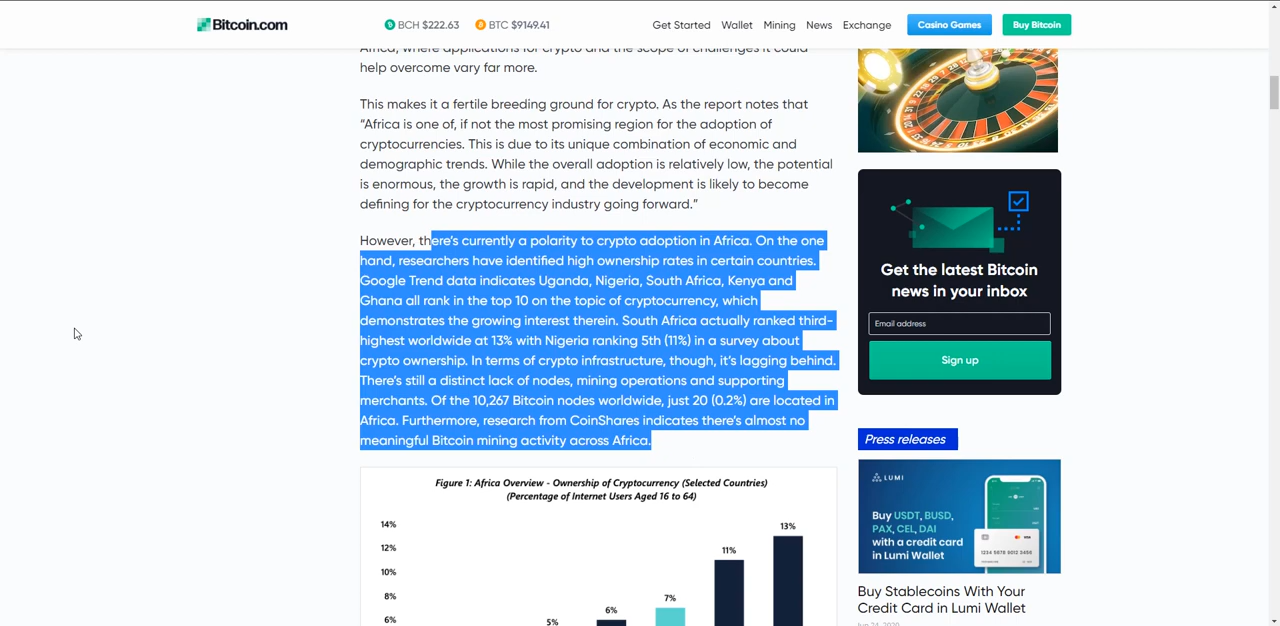 Bitcoin.com
BCH $222.63
BTC $9149.41
Get Started
Wallet
Mining
News
Exchange
Casino Games
Buy Bitcoin
Africa, where applications for crypto and the scope of challenges it could
help overcome vary far more.
This makes it a fertile breeding ground for crypto. As the report notes that
“Africa is one of, if not the most promising region for the adoption of
cryptocurrencies. This is due to its unique combination of economic and
demographic trends. While the overall adoption is relatively low, the potential
is enormous, the growth is rapid, and the development is likely to become
defining for the cryptocurrency industry going forward.”
However, there’s currently a polarity to crypto adoption in Africa. On the one
hand, researchers have identified high ownership rates in certain countries.
Google Trend data indicates Uganda, Nigeria, South Africa, Kenya and
Ghana all rank in the top 10 on the topic of cryptocurrency, which
demonstrates the growing interest therein. South Africa actually ranked third-
highest worldwide at 13% with Nigeria ranking 5th (11%) in a survey about
crypto ownership. In terms of crypto infrastructure, though, it’s lagging behind.
There’s still a distinct lack of nodes, mining operations and supporting
merchants. Of the 10,267 Bitcoin nodes worldwide, just 20 (0.2%) are located in
Africa. Furthermore, research from CoinShares indicates there’s almost no
meaningful Bitcoin mining activity across Africa.
Figure 1: Africa Overview - Ownership of Cryptocurrency (Selected Countries)
(Percentage of Internet Users Aged 16 to 64)
14%
12%
10%
8%
6%
5%
6%
7%
11%
13%
Get the latest Bitcoin
news in your inbox
Email address
Sign up
Press releases
LUMI
Buy USDT, BUSD,
PAX, CEL, DAI
with a credit card
in Lumi Wallet
1234 5678 9012 3456
Buy Stablecoins With Your
Credit Card in Lumi Wallet
Jun 24, 2020